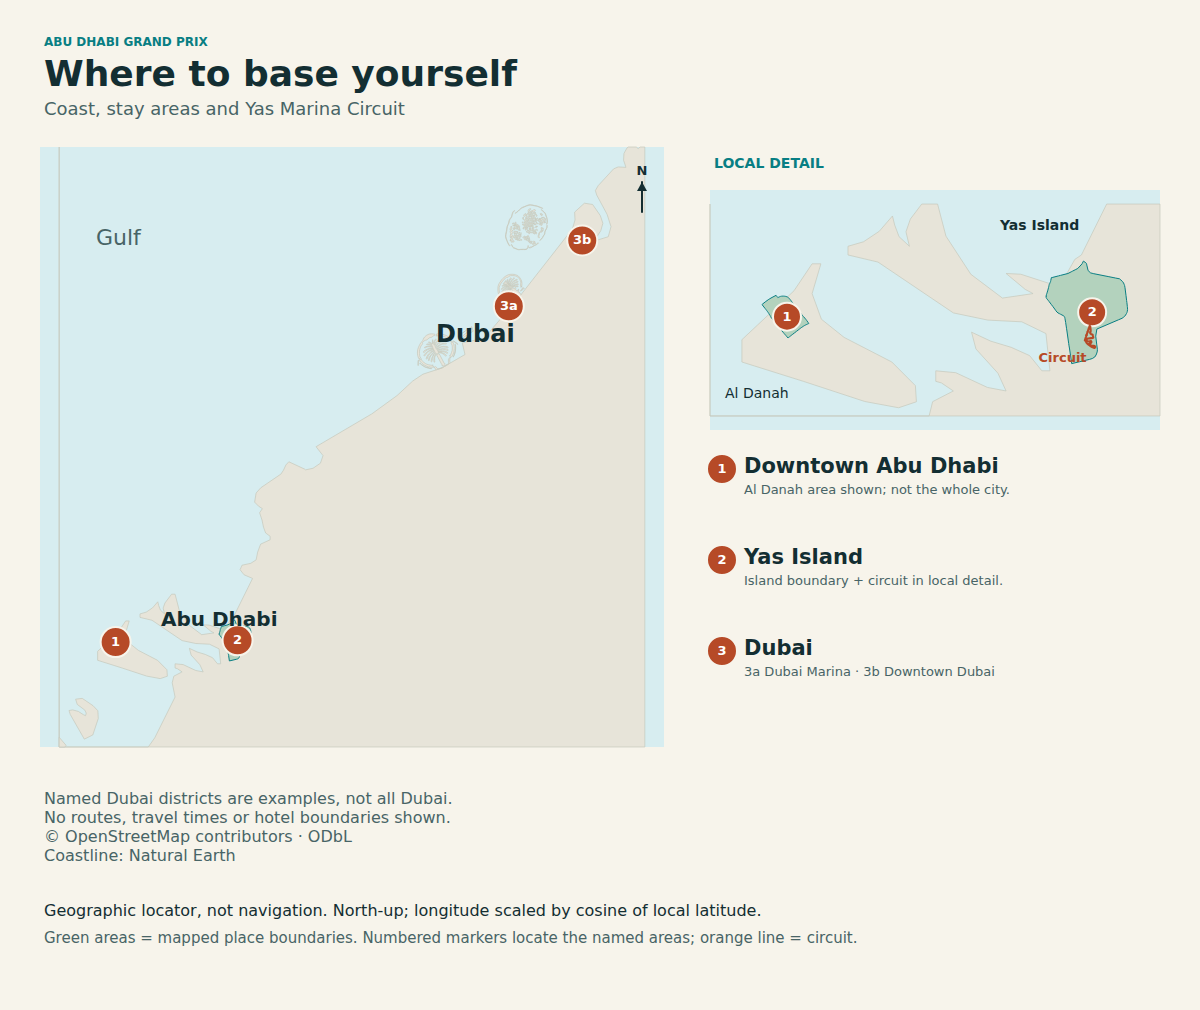 ABU DHABI GRAND PRIX
Where to base yourself
Coast, stay areas and Yas Marina Circuit
N
Gulf
3b
3a
Dubai
Abu Dhabi
1
2
LOCAL DETAIL
Yas Island
1
2
Circuit
Al Danah
1 Downtown Abu Dhabi
Al Danah area shown; not the whole city.
2 Yas Island
Island boundary + circuit in local detail.
3 Dubai
3a Dubai Marina · 3b Downtown Dubai
Named Dubai districts are examples, not all Dubai.
No routes, travel times or hotel boundaries shown.
© OpenStreetMap contributors · ODbL
Coastline: Natural Earth
Geographic locator, not navigation. North-up; longitude scaled by cosine of local latitude.
Green areas = mapped place boundaries. Numbered markers locate the named areas; orange line = circuit.